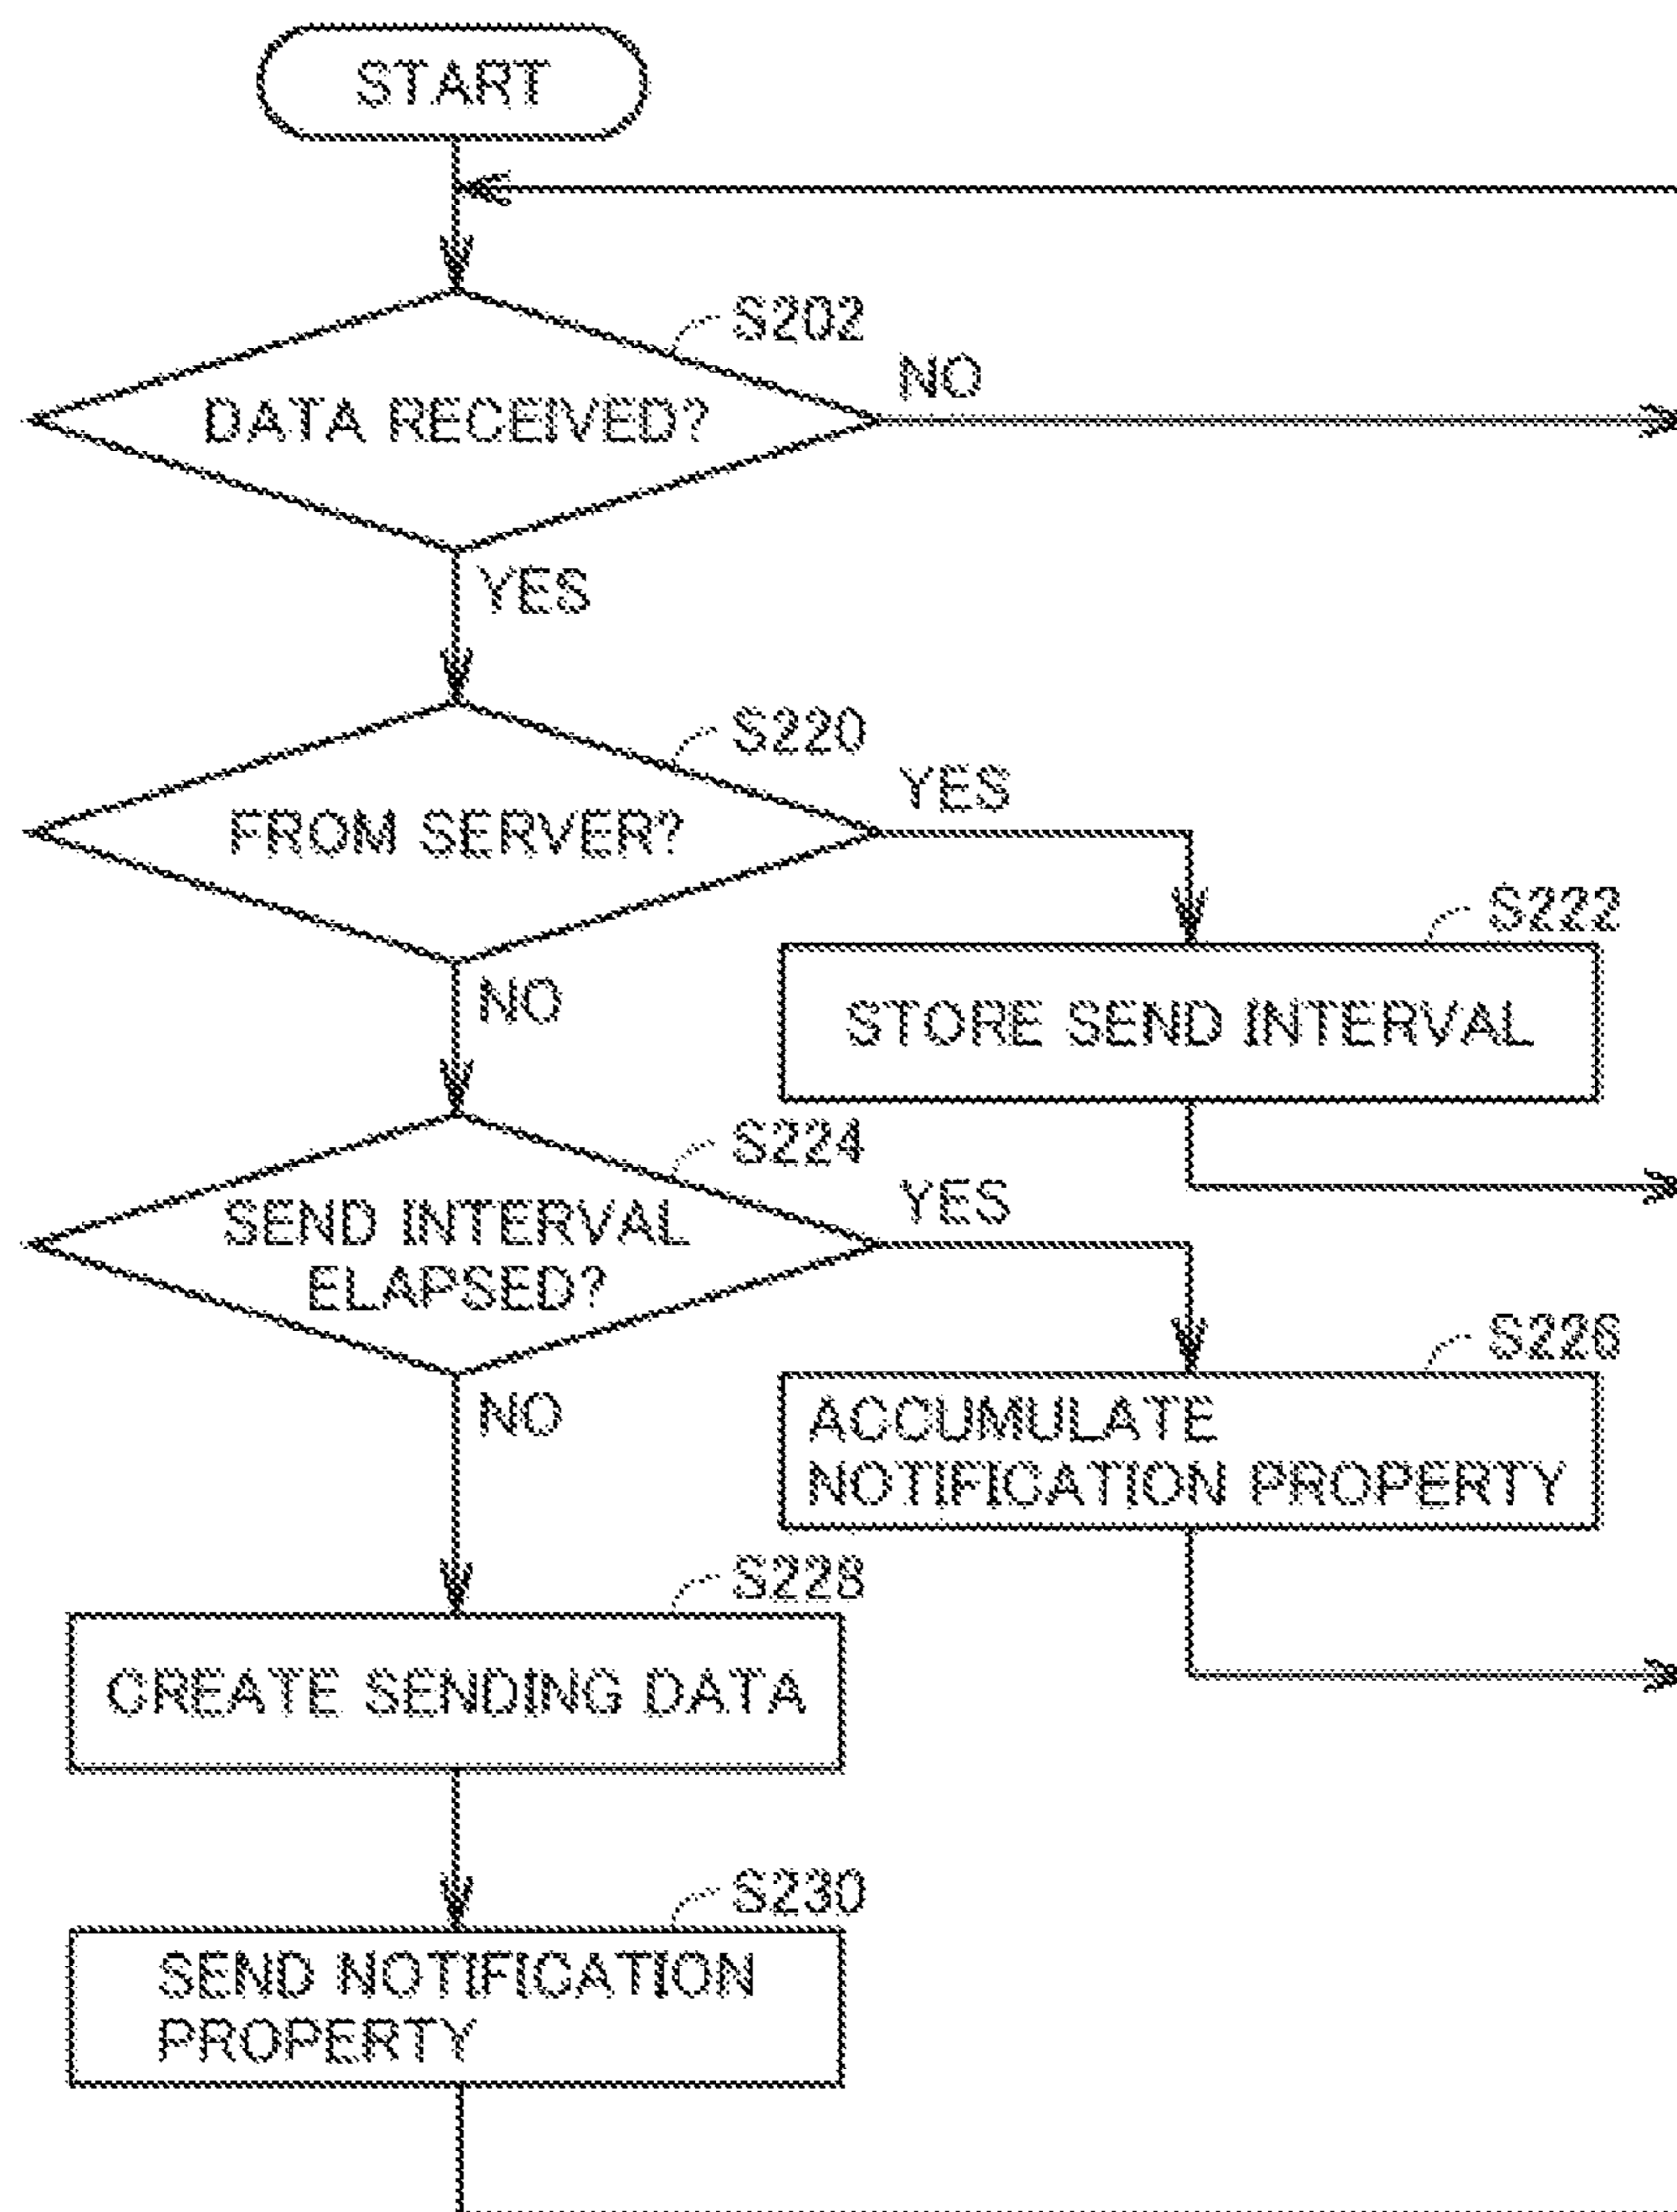 START
S202
DATA RECEIVED?
NO
YES
S220
FROM SERVER?
YES
NO
S222
STORE SEND INTERVAL
S224
SEND INTERVAL
ELAPSED?
YES
NO
S226
ACCUMULATE
NOTIFICATION PROPERTY
S228
CREATE SENDING DATA
S230
SEND NOTIFICATION
PROPERTY